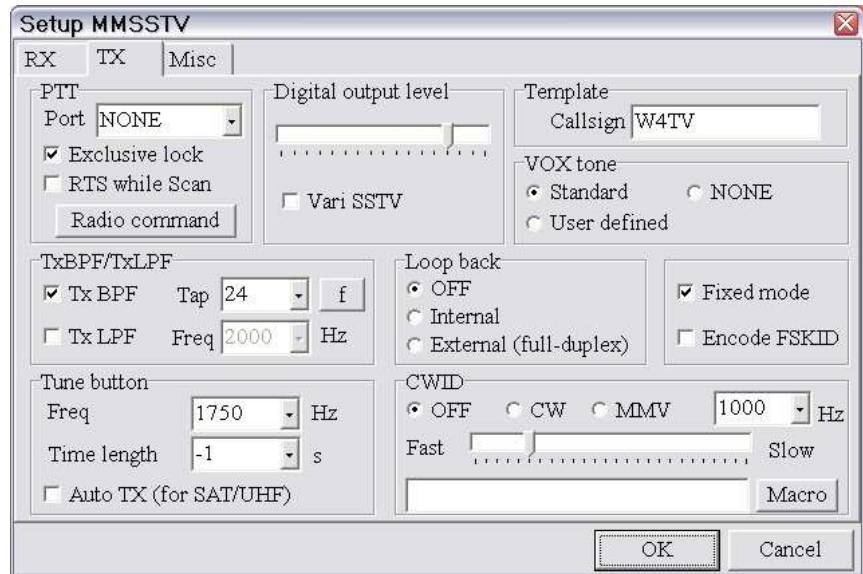 Setup MMSSTV
RX TX Misc
PTT
Port NONE
Exclusive lock
RTS while Scan
Radio command
Digital output level
Vari SSTV
Template
Callsign W4TV
VOX tone
Standard NONE
User defined
TxBPF/TxLPF
Tx BPF Tap 24 f
Tx LPF Freq 2000 Hz
Loop back
OFF
Internal
External (full-duplex)
Fixed mode
Encode FSKID
Tune button
Freq 1750 Hz
Time length -1 s
Auto TX (for SAT/UHF)
CWID
OFF CW MMV 1000 Hz
Fast Slow
Macro
OK Cancel